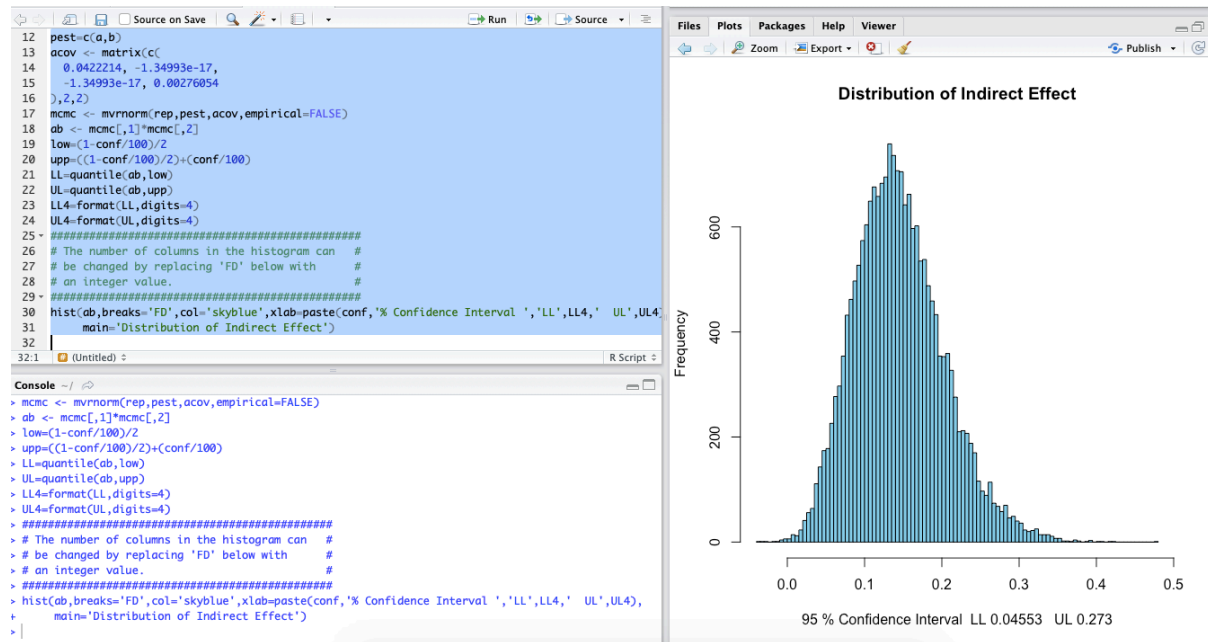 Source on Save
Run
Source
12 pest=c(a,b)
13 acov <- matrix(c(
14 0.0422214, -1.34993e-17,
15 -1.34993e-17, 0.00276054
16 ),2,2)
17 mcmc <- mvrnorm(rep,pest,acov,empirical=FALSE)
18 ab <- mcmc[,1]*mcmc[,2]
19 low=(1-conf/100)/2
20 upp=((1-conf/100)/2)+(conf/100)
21 LL=quantile(ab,low)
22 UL=quantile(ab,upp)
23 LL4=format(LL,digits=4)
24 UL4=format(UL,digits=4)
25 ################################################
26 # The number of columns in the histogram can #
27 # be changed by replacing 'FD' below with #
28 # an integer value. #
29 ################################################
30 hist(ab,breaks='FD',col='skyblue',xlab=paste(conf,'% Confidence Interval ','LL',LL4,' UL',UL4)
31 main='Distribution of Indirect Effect')
32
32:1 (Untitled) R Script
Console ~/
> mcmc <- mvrnorm(rep,pest,acov,empirical=FALSE)
> ab <- mcmc[,1]*mcmc[,2]
> low=(1-conf/100)/2
> upp=((1-conf/100)/2)+(conf/100)
> LL=quantile(ab,low)
> UL=quantile(ab,upp)
> LL4=format(LL,digits=4)
> UL4=format(UL,digits=4)
> ################################################
> # The number of columns in the histogram can #
> # be changed by replacing 'FD' below with #
> # an integer value. #
> ################################################
> hist(ab,breaks='FD',col='skyblue',xlab=paste(conf,'% Confidence Interval ','LL',LL4,' UL',UL4),
+ main='Distribution of Indirect Effect')
>
Files Plots Packages Help Viewer
Zoom Export Publish
Distribution of Indirect Effect
Frequency
600
400
200
0
0.0 0.1 0.2 0.3 0.4 0.5
95 % Confidence Interval LL 0.04553 UL 0.273